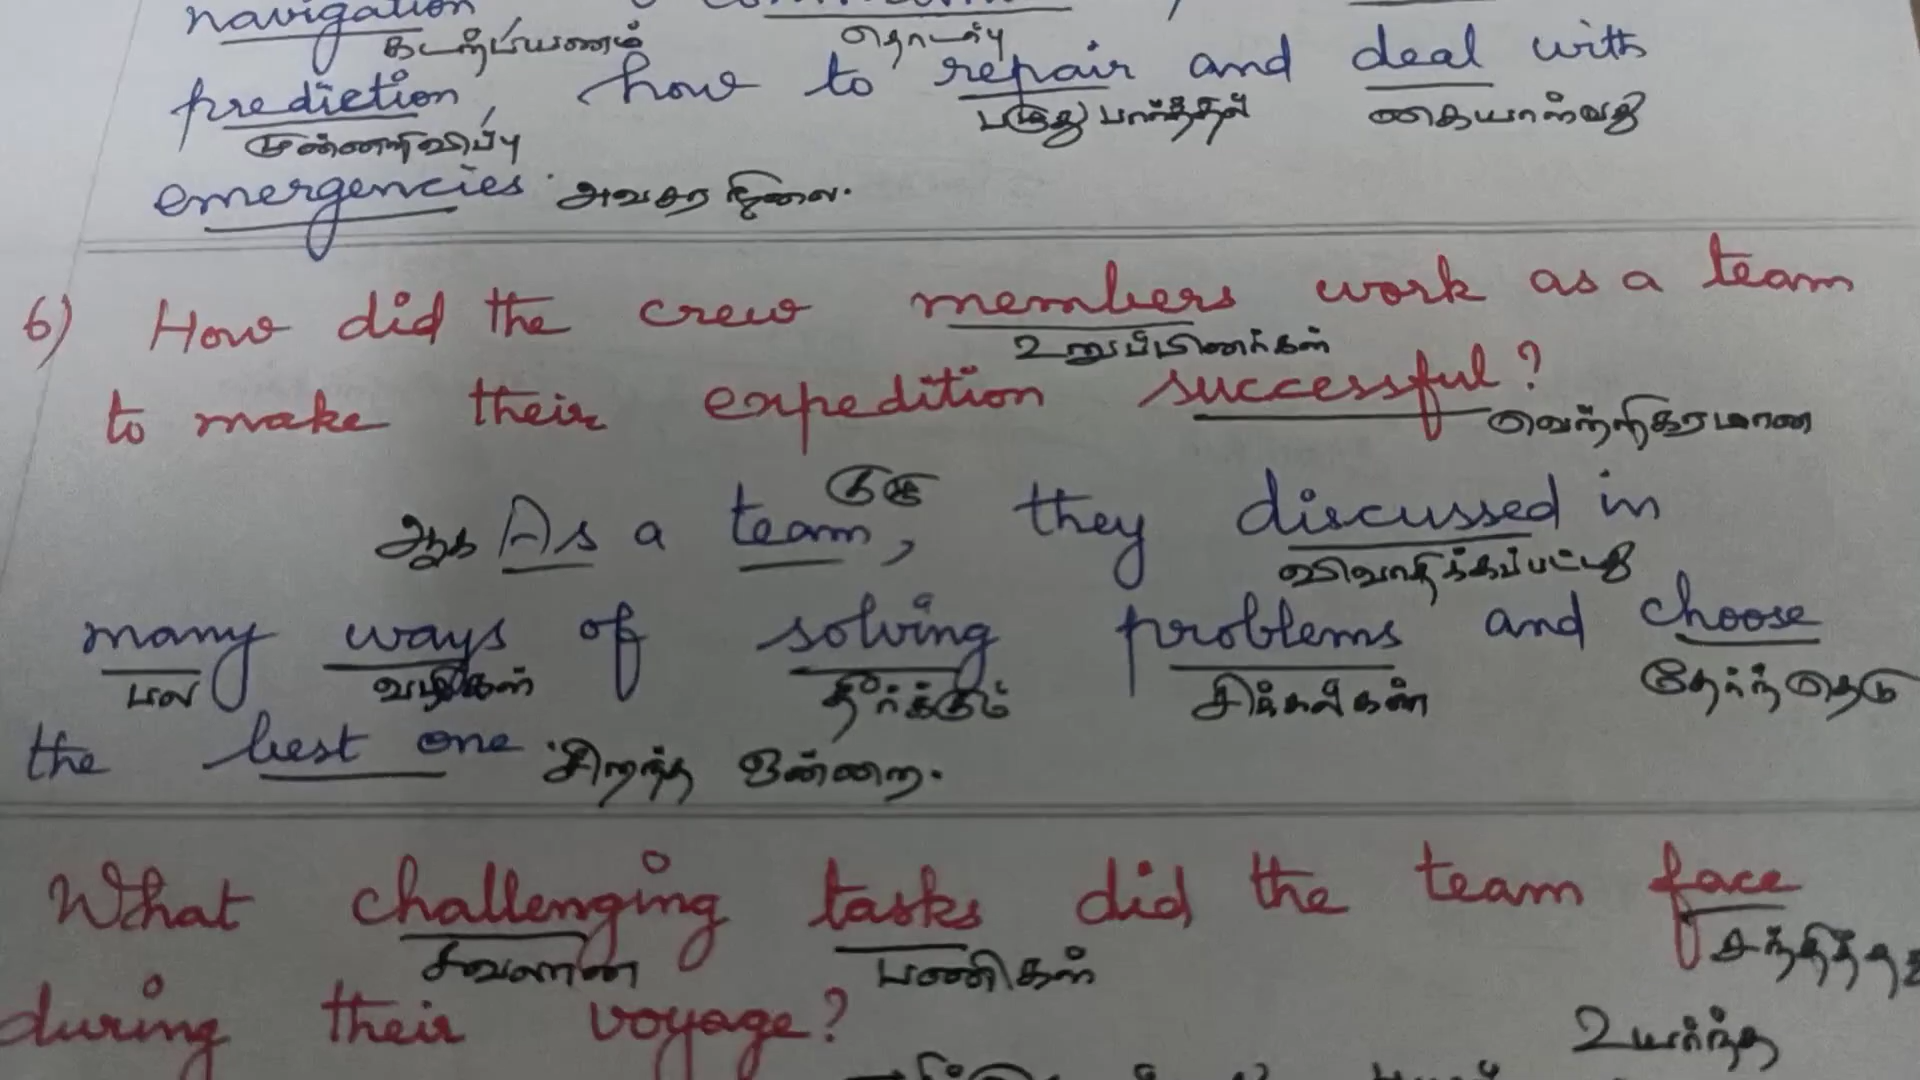 navigation
கடற்பயணம் தொடர்பு
prediction, how to repair and deal with
முன்னறிவிப்பு பழுது பார்த்தல் கையாள்வது
emergencies. அவசர நிலை.
6) How did the crew members work as a team
உறுப்பினர்கள்
to make their expedition successful?
வெற்றிகரமான
குழு
ஆக As a team, they discussed in
விவாதிக்கப்பட்டது
many ways of solving problems and choose
பல வழிகள் தீர்க்கும் சிக்கல்கள் தேர்ந்தெடு
the best one. சிறந்த ஒன்றை.
What challenging tasks did the team face
சவாலான பணிகள்
during their voyage?
உயர்ந்த